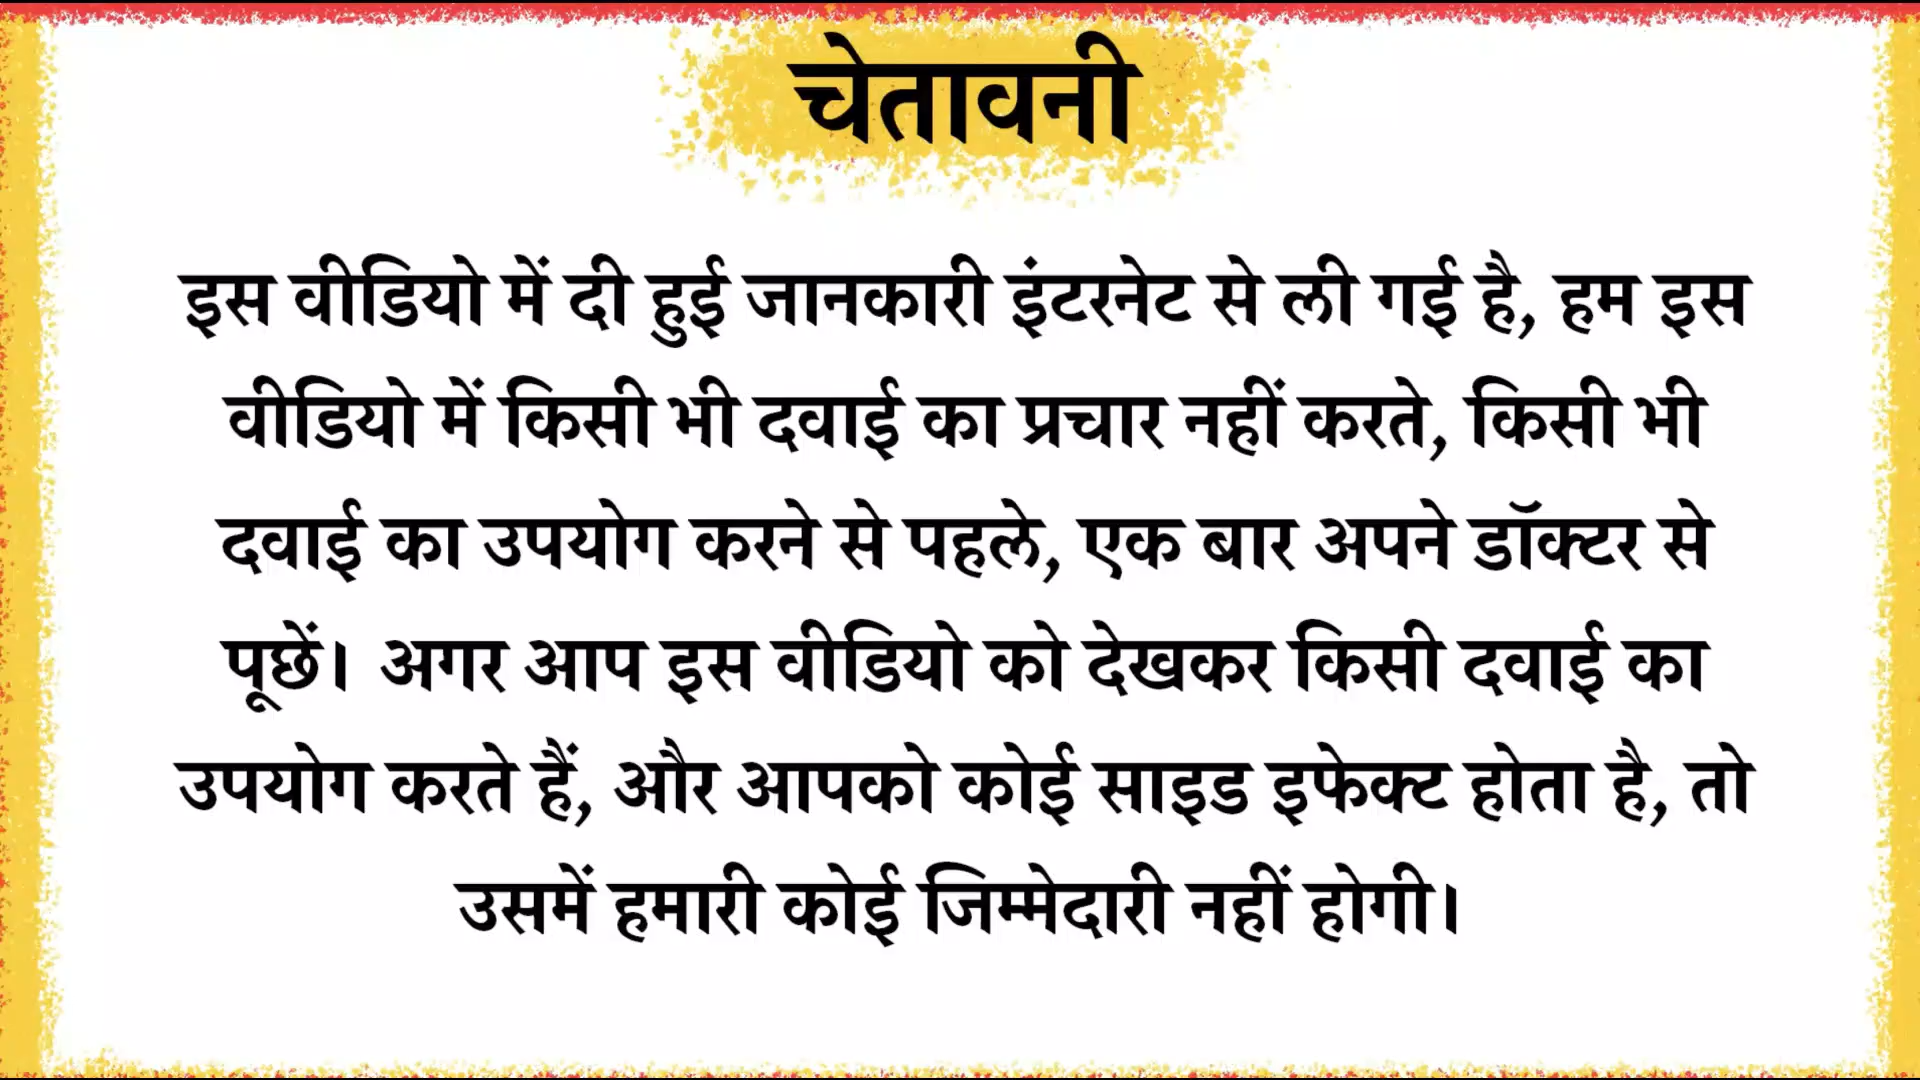 चेतावनी
इस वीडियो में दी हुई जानकारी इंटरनेट से ली गई है, हम इस
वीडियो में किसी भी दवाई का प्रचार नहीं करते, किसी भी
दवाई का उपयोग करने से पहले, एक बार अपने डॉक्टर से
पूछें। अगर आप इस वीडियो को देखकर किसी दवाई का
उपयोग करते हैं, और आपको कोई साइड इफेक्ट होता है, तो
उसमें हमारी कोई जिम्मेदारी नहीं होगी।